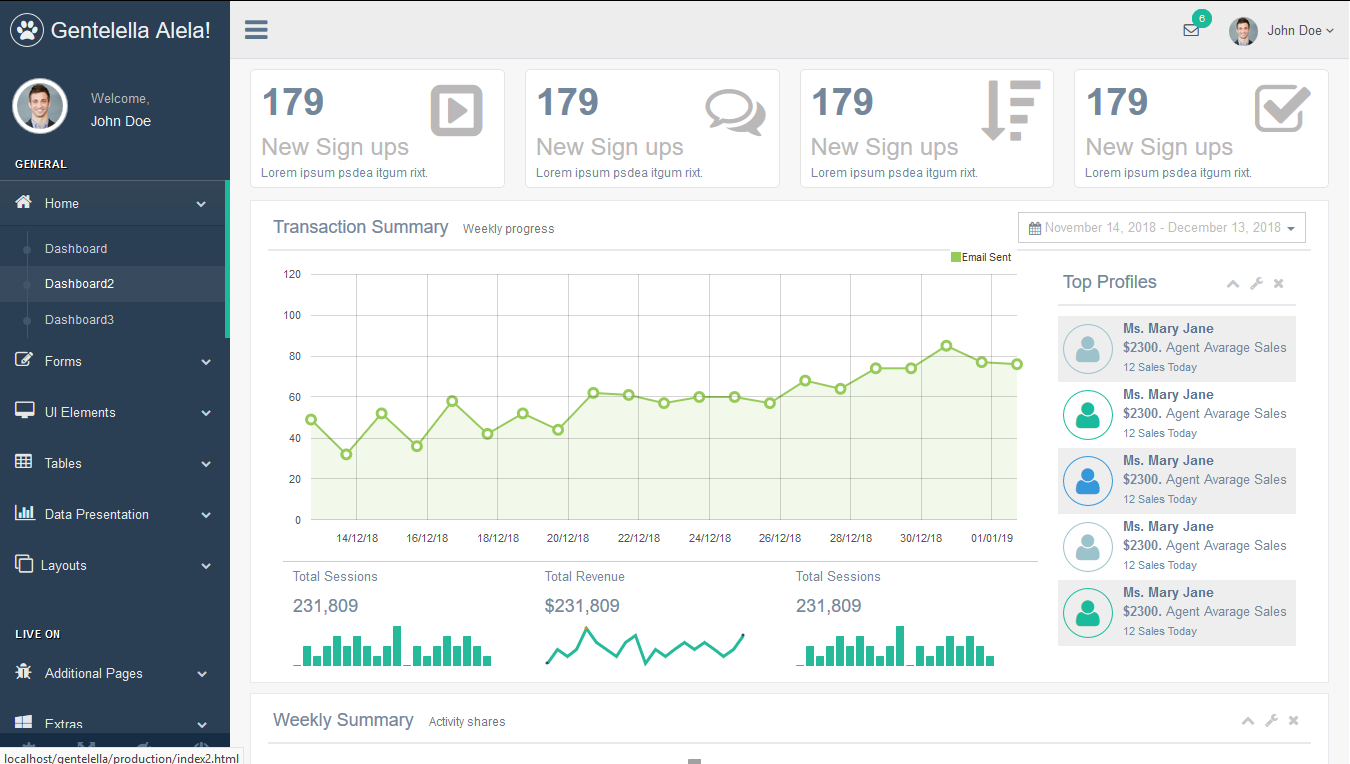 Gentelella Alela!
6
John Doe
Welcome,
John Doe
GENERAL
Home
Dashboard
Dashboard2
Dashboard3
Forms
UI Elements
Tables
Data Presentation
Layouts
LIVE ON
Additional Pages
Extras
localhost/gentelella/production/index2.html
179
New Sign ups
Lorem ipsum psdea itgum rixt.
179
New Sign ups
Lorem ipsum psdea itgum rixt.
179
New Sign ups
Lorem ipsum psdea itgum rixt.
179
New Sign ups
Lorem ipsum psdea itgum rixt.
Transaction Summary Weekly progress
November 14, 2018 - December 13, 2018
Email Sent
120
100
80
60
40
20
0
14/12/18 16/12/18 18/12/18 20/12/18 22/12/18 24/12/18 26/12/18 28/12/18 30/12/18 01/01/19
Total Sessions
231,809
Total Revenue
$231,809
Total Sessions
231,809
Top Profiles
Ms. Mary Jane
$2300. Agent Avarage Sales
12 Sales Today
Ms. Mary Jane
$2300. Agent Avarage Sales
12 Sales Today
Ms. Mary Jane
$2300. Agent Avarage Sales
12 Sales Today
Ms. Mary Jane
$2300. Agent Avarage Sales
12 Sales Today
Ms. Mary Jane
$2300. Agent Avarage Sales
12 Sales Today
Weekly Summary Activity shares